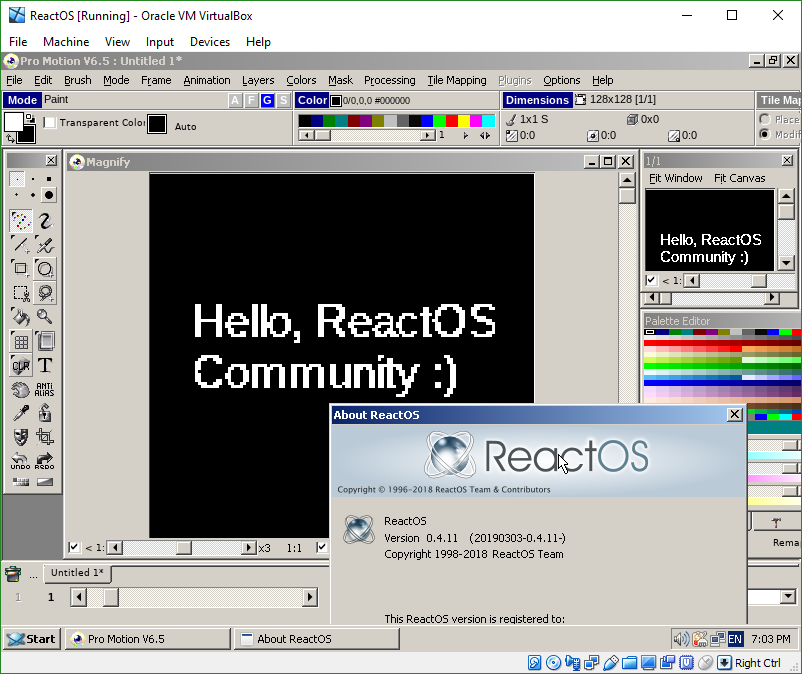 ReactOS [Running] - Oracle VM VirtualBox
File Machine View Input Devices Help
Pro Motion V6.5 : Untitled 1*
File Edit Brush Mode Frame Animation Layers Colors Mask Processing Tile Mapping Plugins Options Help
Mode Paint A F G S Color 0/0,0,0 #000000 Dimensions 128x128 [1/1] Tile Map
Transparent Color Auto 1 1x1 S 0x0 0:0 0:0 0:0 Place Modif
Magnify
1/1
Fit Window Fit Canvas
Hello, ReactOS
Community :)
< 1:
Hello, ReactOS
Community :)
Palette Editor
CLR T
ANTI ALIAS
UNDO REDO
About ReactOS
ReactOS
Copyright © 1996-2018 ReactOS Team & Contributors
ReactOS
Version 0.4.11 (20190303-0.4.11-)
Copyright 1998-2018 ReactOS Team
This ReactOS version is registered to:
< 1: x3 1:1
Rema
... Untitled 1*
1 1
Start Pro Motion V6.5 About ReactOS EN 7:03 PM
Right Ctrl